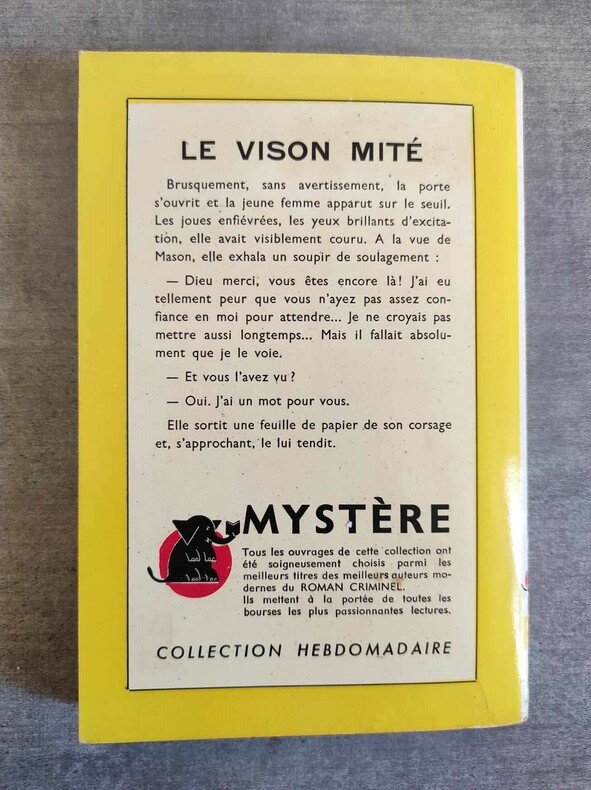 LE VISON MITÉ
Brusquement, sans avertissement, la porte
s'ouvrit et la jeune femme apparut sur le seuil.
Les joues enfiévrées, les yeux brillants d'excita-
tion, elle avait visiblement couru. A la vue de
Mason, elle exhala un soupir de soulagement :
— Dieu merci, vous êtes encore là! J'ai eu
tellement peur que vous n'ayez pas assez con-
fiance en moi pour attendre... Je ne croyais pas
mettre aussi longtemps... Mais il fallait absolu-
ment que je le voie.
— Et vous l'avez vu?
— Oui. J'ai un mot pour vous.
Elle sortit une feuille de papier de son corsage
et, s'approchant, le lui tendit.
MYSTÈRE
Tous les ouvrages de cette collection ont
été soigneusement choisis parmi les
meilleurs titres des meilleurs auteurs mo-
dernes du ROMAN CRIMINEL.
Ils mettent à la portée de toutes les
bourses les plus passionnantes lectures.
COLLECTION HEBDOMADAIRE